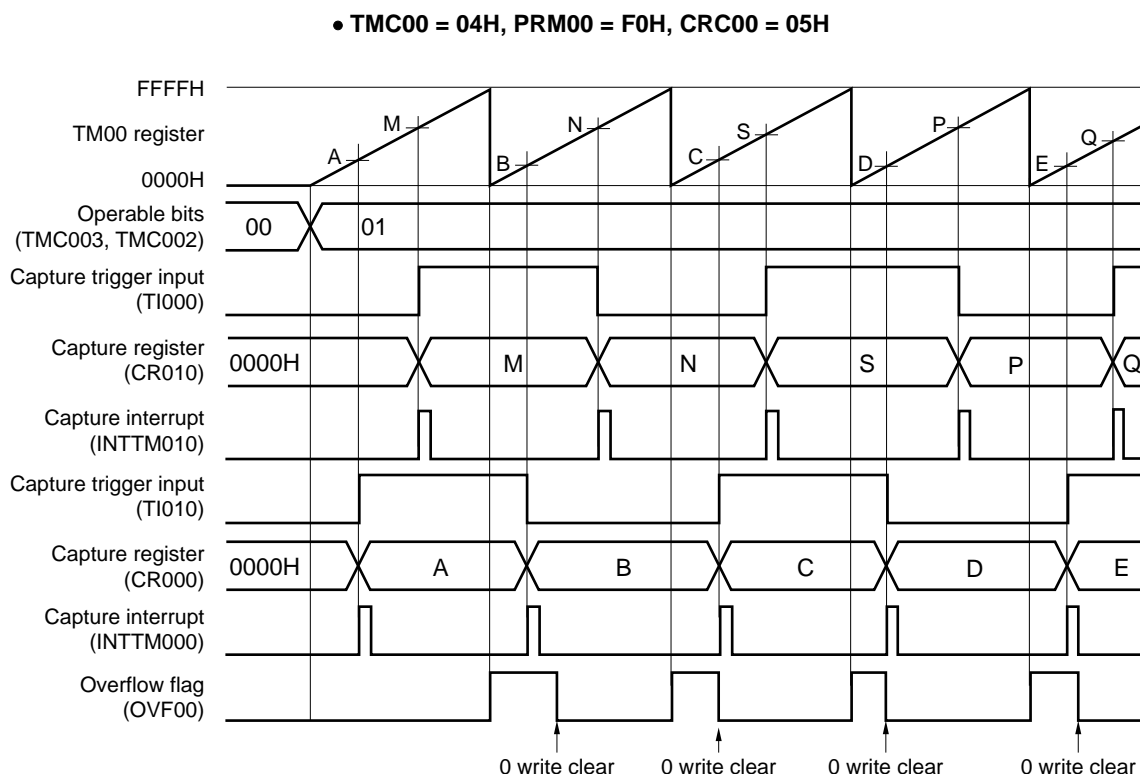 • TMC00 = 04H, PRM00 = F0H, CRC00 = 05H
FFFFH
TM00 register
0000H
A M B N C S D P E Q
Operable bits
(TMC003, TMC002)
00 01
Capture trigger input
(TI000)
Capture register
(CR010)
0000H M N S P Q
Capture interrupt
(INTTM010)
Capture trigger input
(TI010)
Capture register
(CR000)
0000H A B C D E
Capture interrupt
(INTTM000)
Overflow flag
(OVF00)
0 write clear 0 write clear 0 write clear 0 write clear